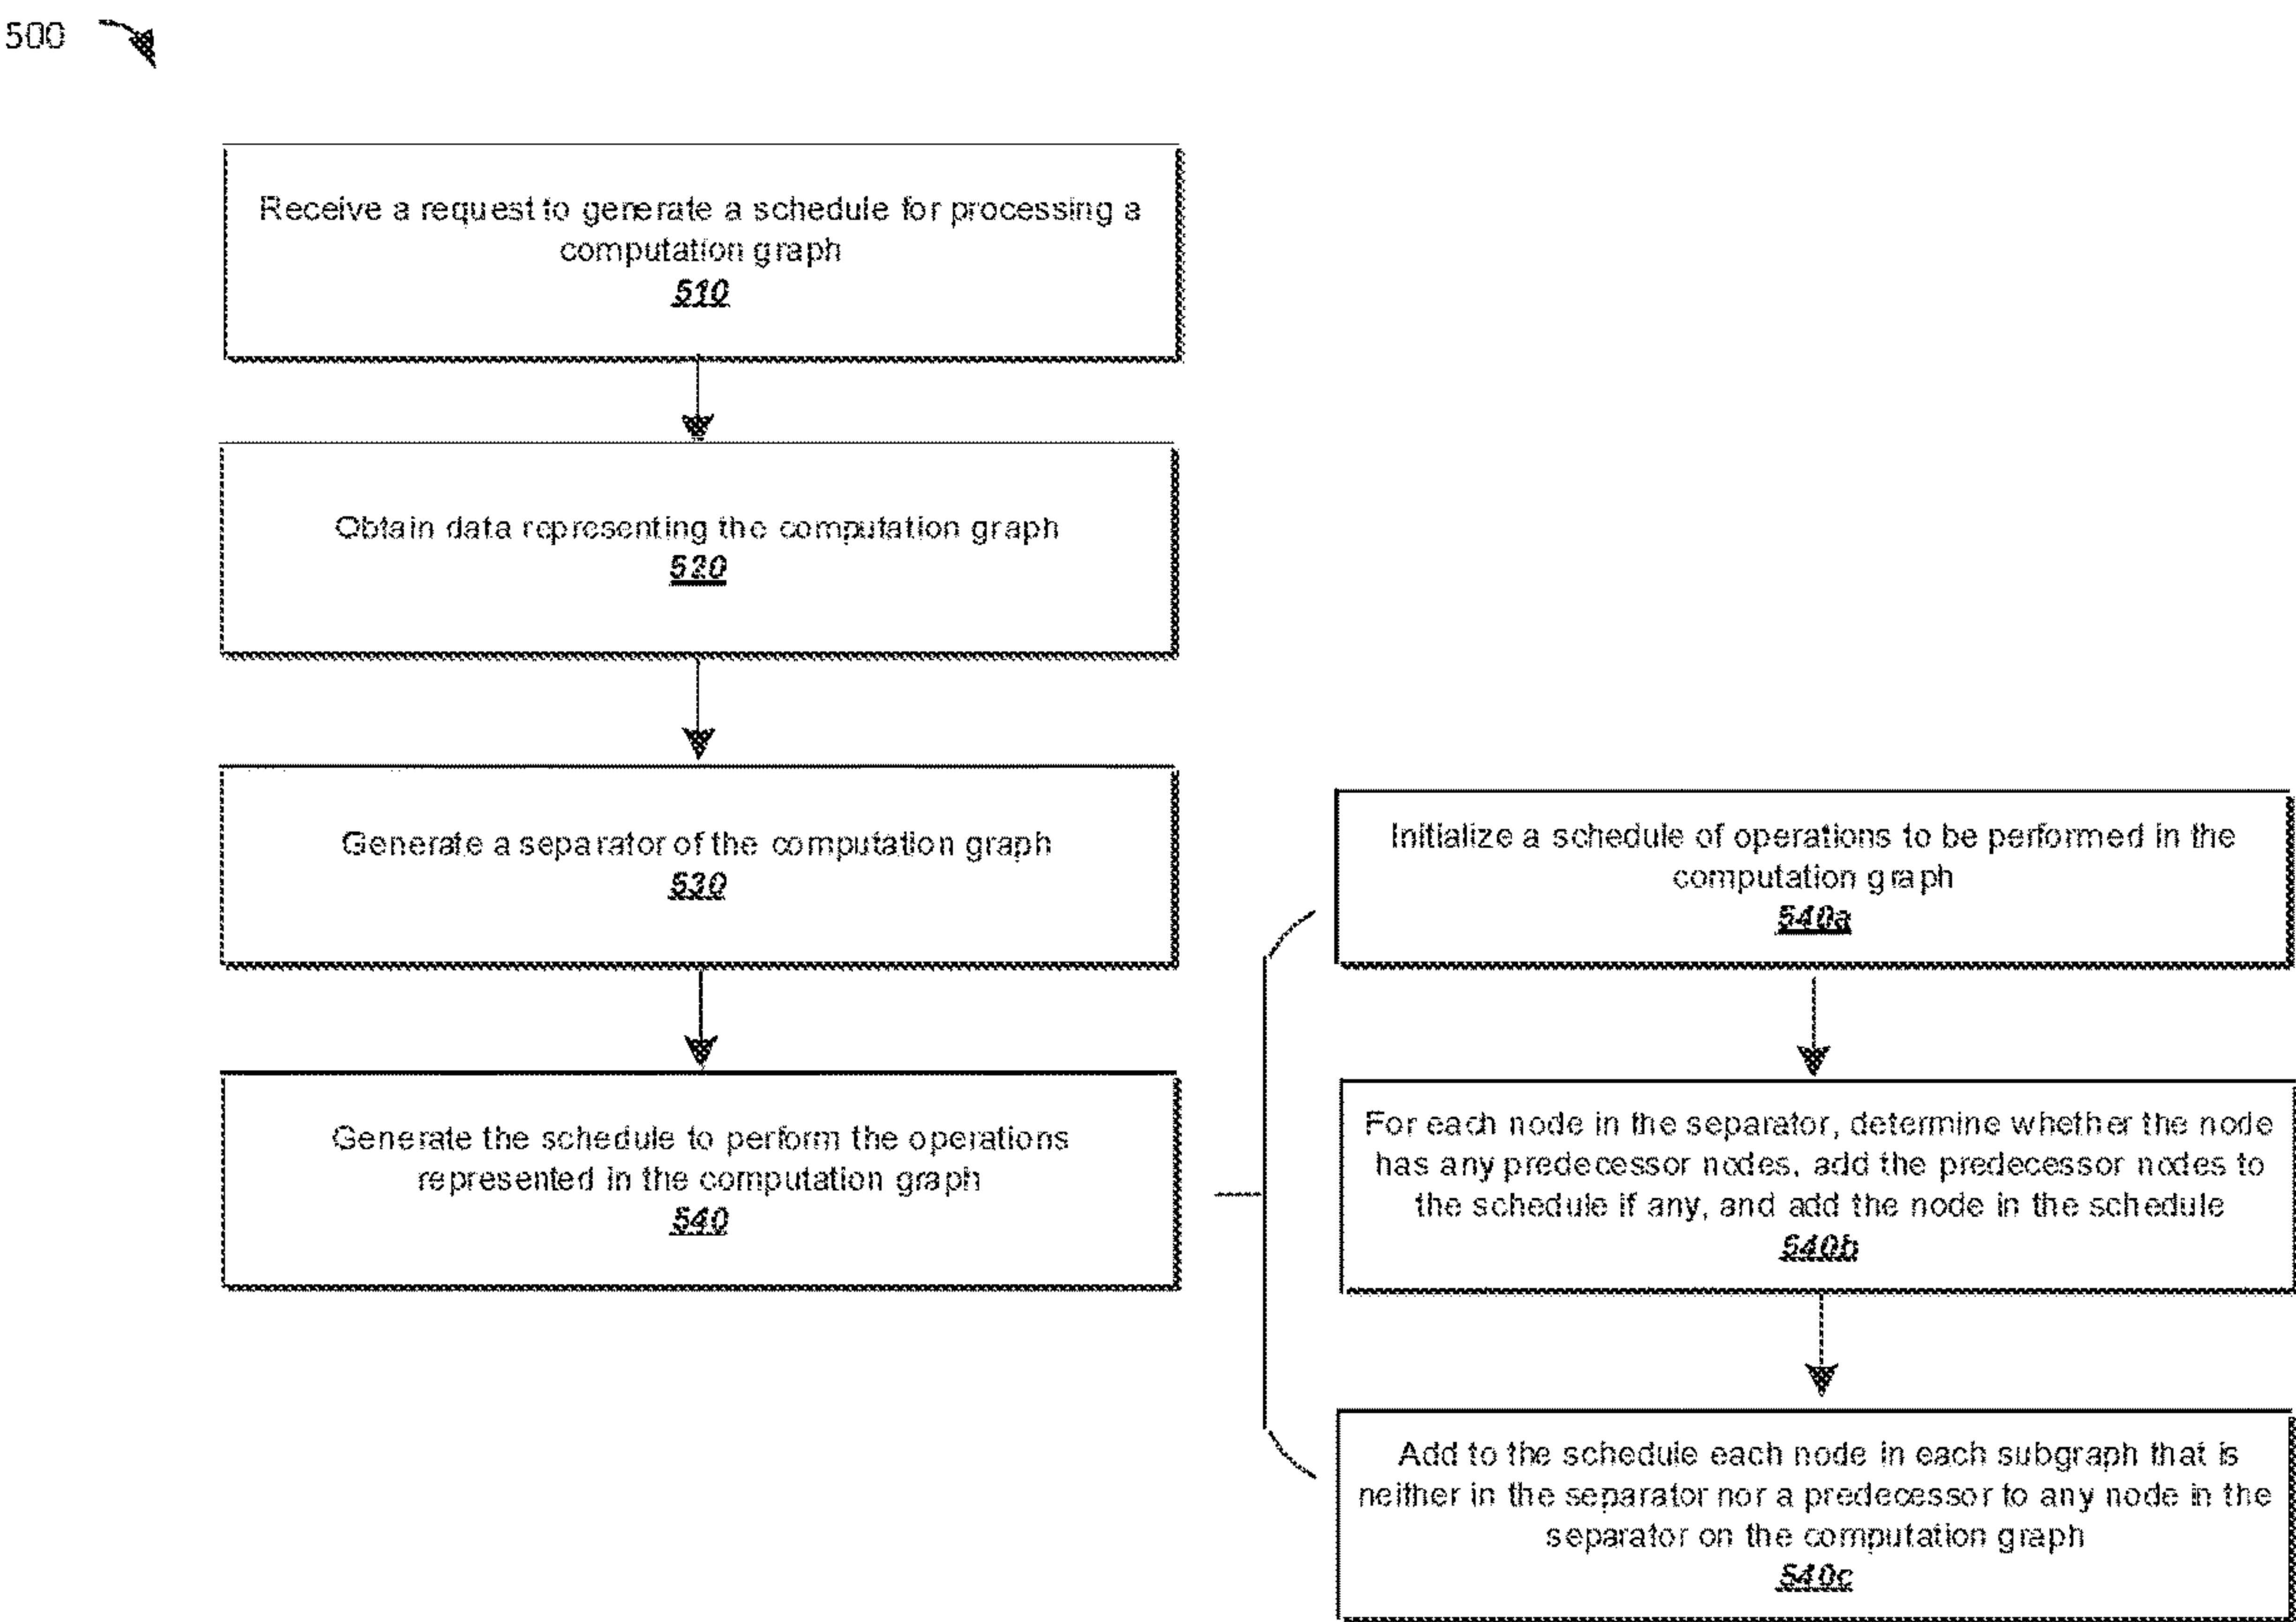 500
Receive a request to generate a schedule for processing a
computation graph
510
Obtain data representing the computation graph
520
Generate a separator of the computation graph
530
Generate the schedule to perform the operations
represented in the computation graph
540
Initialize a schedule of operations to be performed in the
computation graph
540a
For each node in the separator, determine whether the node
has any predecessor nodes, add the predecessor nodes to
the schedule if any, and add the node in the schedule
540b
Add to the schedule each node in each subgraph that is
neither in the separator nor a predecessor to any node in the
separator on the computation graph
540c